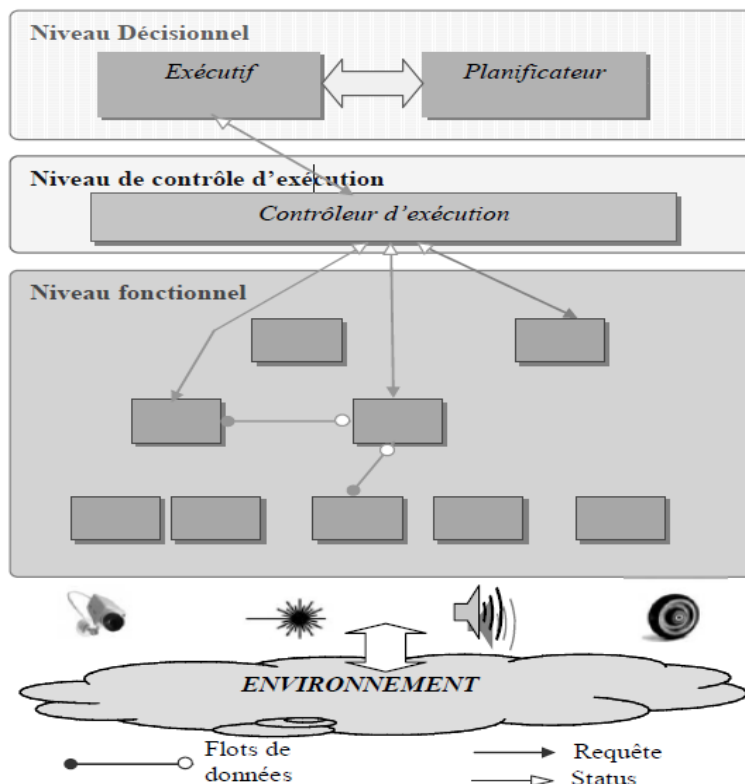 Niveau Décisionnel
Exécutif
Planificateur
Niveau de contrôle d'exécution
Contrôleur d'exécution
Niveau fonctionnel
ENVIRONNEMENT
Flots de
données
Requête
Status